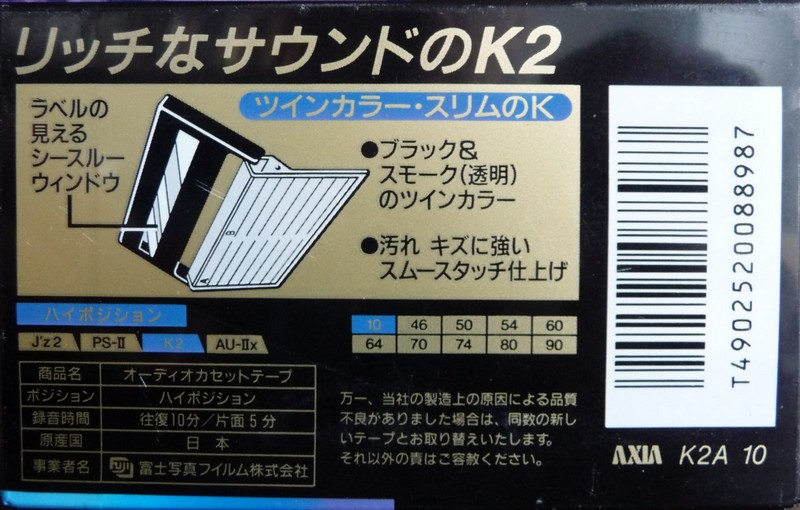 リッチなサウンドのK2
ラベルの
見える
シースルー
ウィンドウ
ツインカラー・スリムのK
●ブラック&
スモーク(透明)
のツインカラー
●汚れ キズに強い
スムースタッチ仕上げ
ハイポジション
J'z2 PS-II K2 AU-IIx
10 46 50 54 60
64 70 74 80 90
商品名 オーディオカセットテープ
ポジション ハイポジション
録音時間 往復10分/片面5分
原産国 日本
事業者名 FUJI 富士写真フイルム株式会社
万一、当社の製造上の原因による品質
不良がありました場合は、同数の新し
いテープとお取り替えいたします。
それ以外の責はご容赦ください。
T4902520088987
AXIA K2A 10